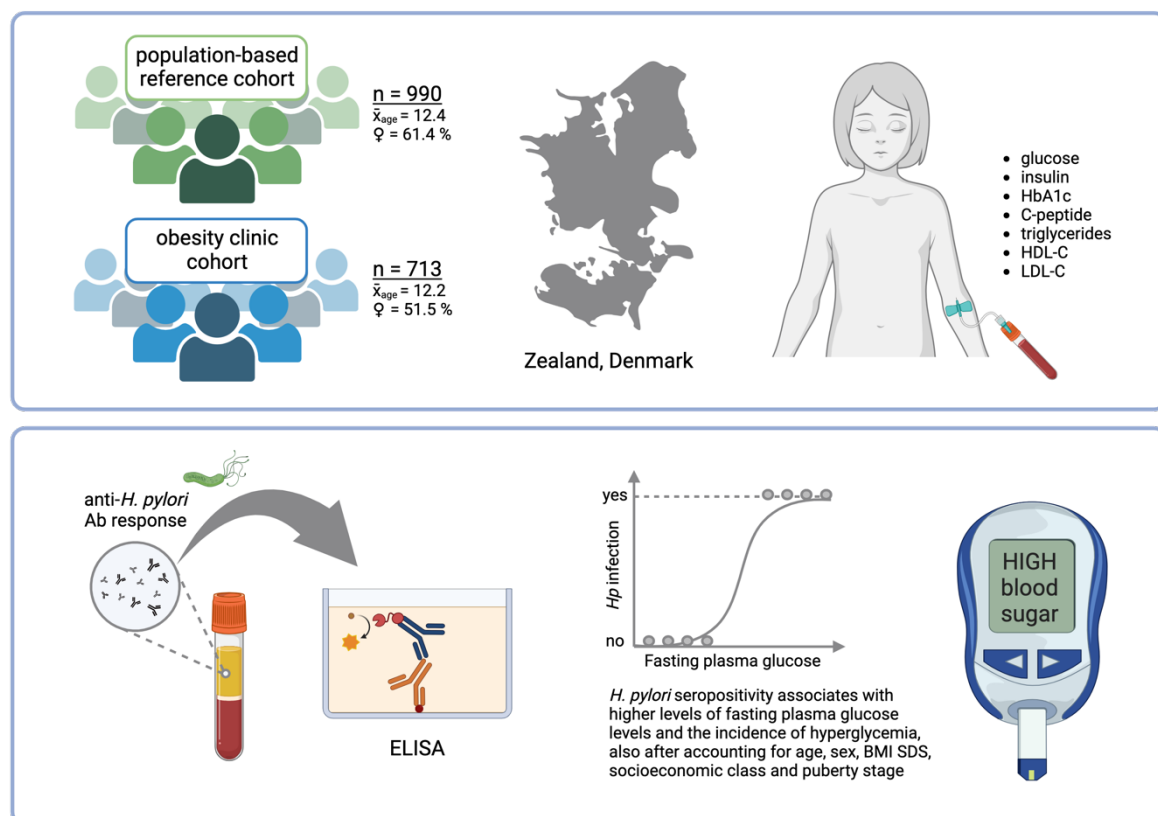 population-based
reference cohort
n = 990
x̄age = 12.4
♀ = 61.4 %
obesity clinic
cohort
n = 713
x̄age = 12.2
♀ = 51.5 %
Zealand, Denmark
• glucose
• insulin
• HbA1c
• C-peptide
• triglycerides
• HDL-C
• LDL-C
anti-H. pylori
Ab response
ELISA
yes
Hp infection
no
Fasting plasma glucose
H. pylori seropositivity associates with
higher levels of fasting plasma glucose
levels and the incidence of hyperglycemia,
also after accounting for age, sex, BMI SDS,
socioeconomic class and puberty stage
HIGH
blood
sugar